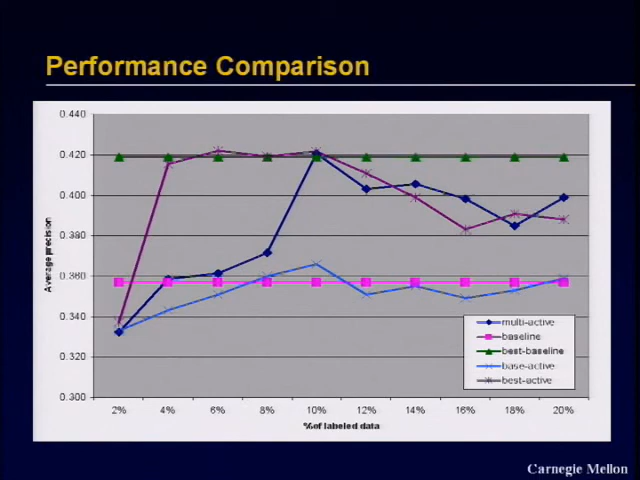 Performance Comparison
0.440
0.420
0.400
0.380
0.360
0.340
0.320
0.300
Average precision
2% 4% 6% 8% 10% 12% 14% 16% 18% 20%
% of labeled data
multi-active
baseline
best-baseline
base-active
best-active
Carnegie Mellon